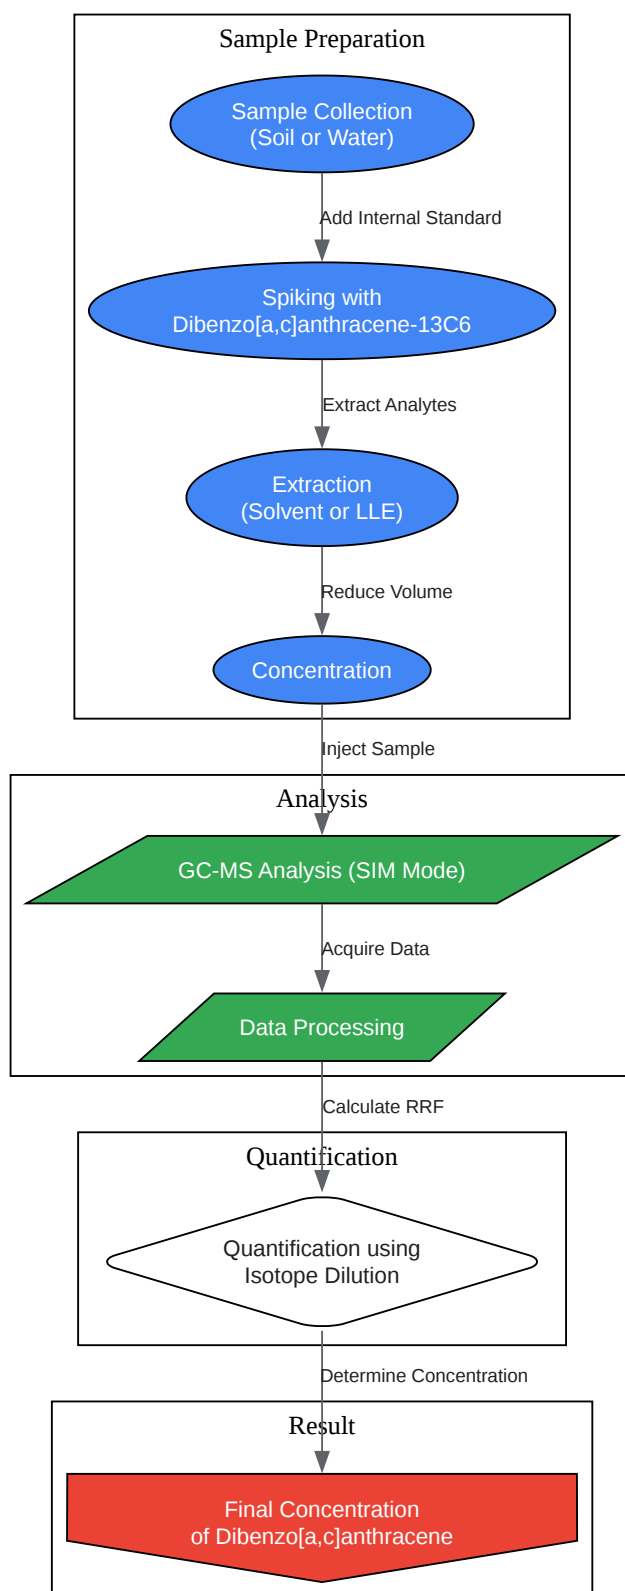 Sample Preparation
Sample Collection
(Soil or Water)
Add Internal Standard
Spiking with
Dibenzo[a,c]anthracene-13C6
Extract Analytes
Extraction
(Solvent or LLE)
Reduce Volume
Concentration
Inject Sample
Analysis
GC-MS Analysis (SIM Mode)
Acquire Data
Data Processing
Calculate RRF
Quantification
Quantification using
Isotope Dilution
Determine Concentration
Result
Final Concentration
of Dibenzo[a,c]anthracene